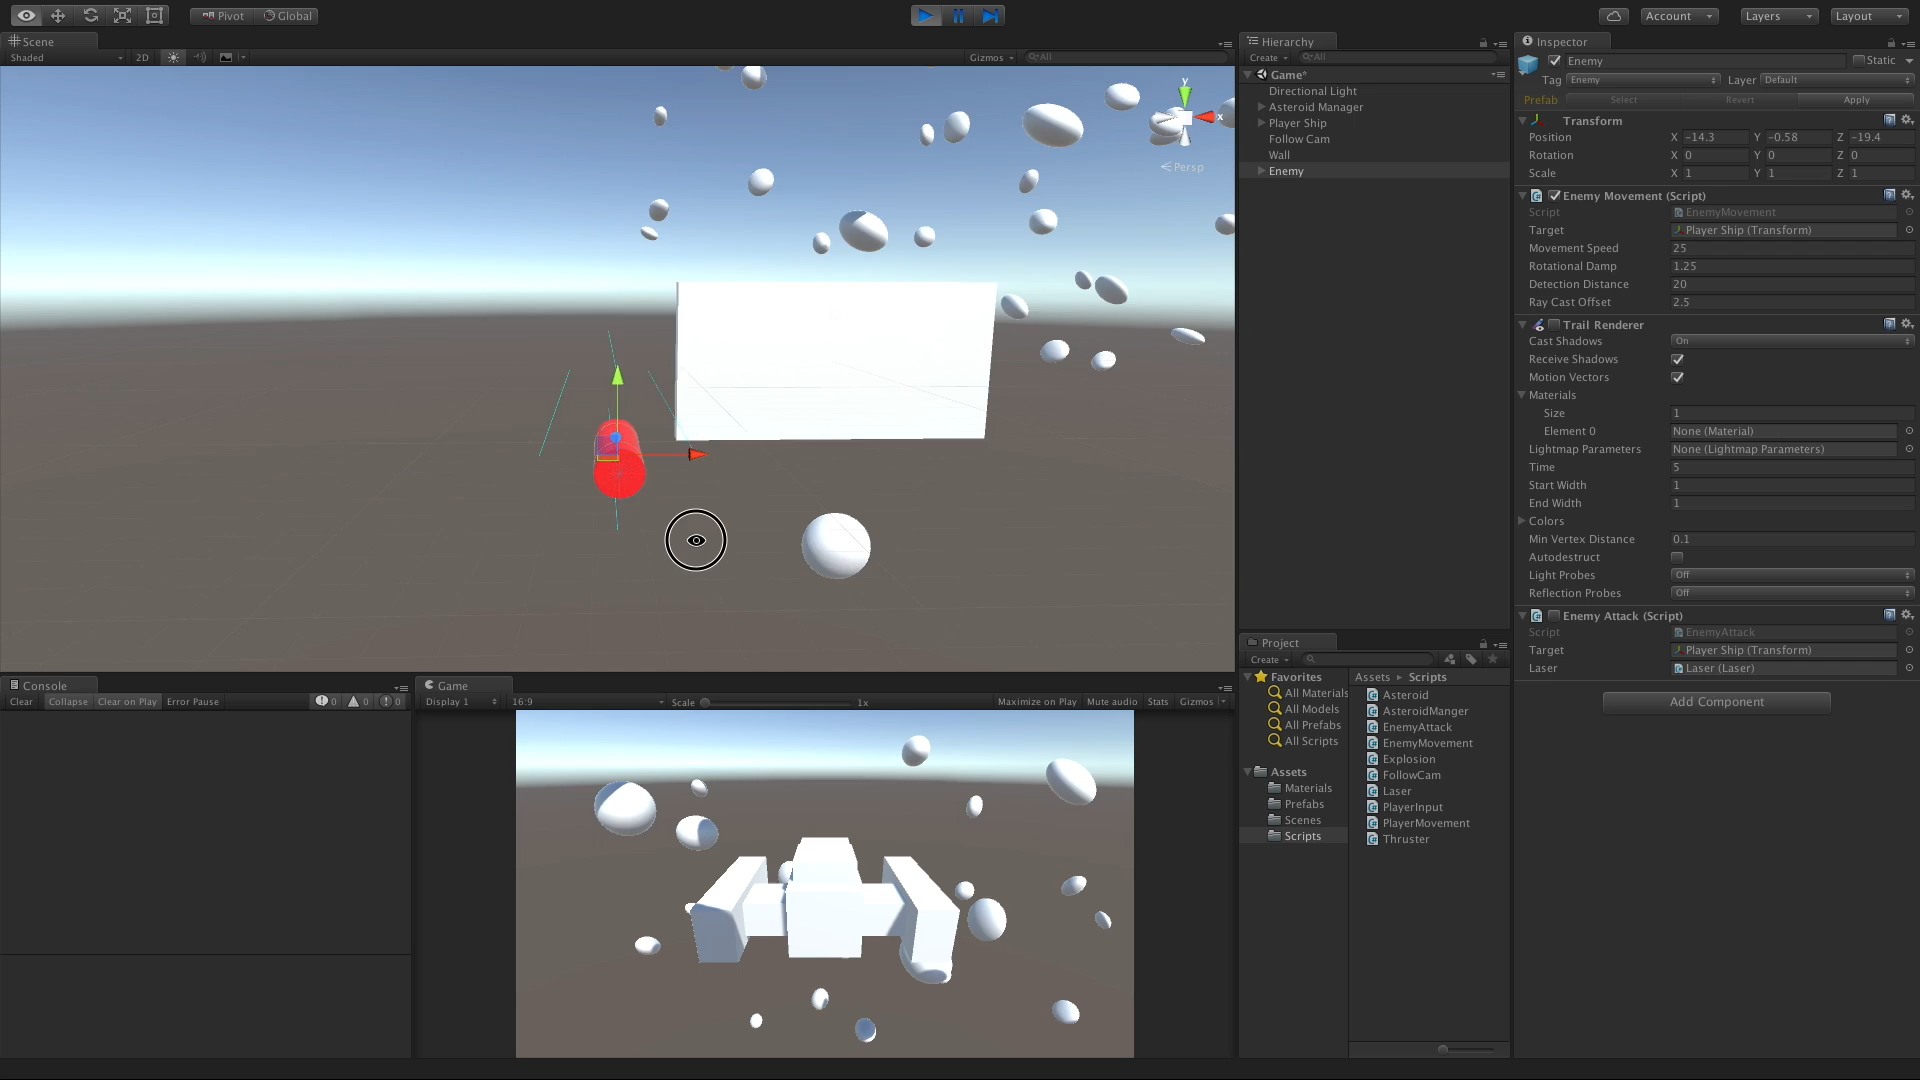 Pivot Global
Account Layers Layout
Scene
Shaded 2D Gizmos All
y
x
Persp
Hierarchy
Create All
Game*
Directional Light
Asteroid Manager
Player Ship
Follow Cam
Wall
Enemy
Inspector
Enemy Static
Tag Enemy Layer Default
Prefab Select Revert Apply
Transform
Position X -14.3 Y -0.58 Z -19.4
Rotation X 0 Y 0 Z 0
Scale X 1 Y 1 Z 1
Enemy Movement (Script)
Script EnemyMovement
Target Player Ship (Transform)
Movement Speed 25
Rotational Damp 1.25
Detection Distance 20
Ray Cast Offset 2.5
Trail Renderer
Cast Shadows On
Receive Shadows
Motion Vectors
Materials
Size 1
Element 0 None (Material)
Lightmap Parameters None (Lightmap Parameters)
Time 5
Start Width 1
End Width 1
Colors
Min Vertex Distance 0.1
Autodestruct
Light Probes Off
Reflection Probes Off
Enemy Attack (Script)
Script EnemyAttack
Target Player Ship (Transform)
Laser Laser (Laser)
Add Component
Console
Clear Collapse Clear on Play Error Pause 0 0 0
Game
Display 1 16:9 Scale 1x Maximize on Play Mute audio Stats Gizmos
Project
Create
Favorites
All Materials
All Models
All Prefabs
All Scripts
Assets
Materials
Prefabs
Scenes
Scripts
Assets Scripts
Asteroid
AsteroidManger
EnemyAttack
EnemyMovement
Explosion
FollowCam
Laser
PlayerInput
PlayerMovement
Thruster